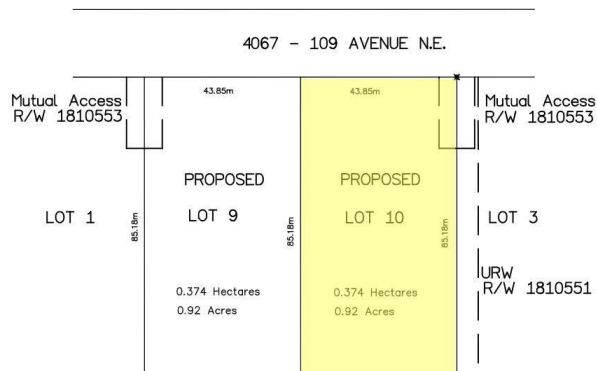 4067 - 109 AVENUE N.E.
43.85m
43.85m
Mutual Access
R/W 1810553
Mutual Access
R/W 1810553
PROPOSED
LOT 9
PROPOSED
LOT 10
LOT 1
85.18m
85.18m
85.18m
LOT 3
0.374 Hectares
0.92 Acres
0.374 Hectares
0.92 Acres
URW
R/W 1810551